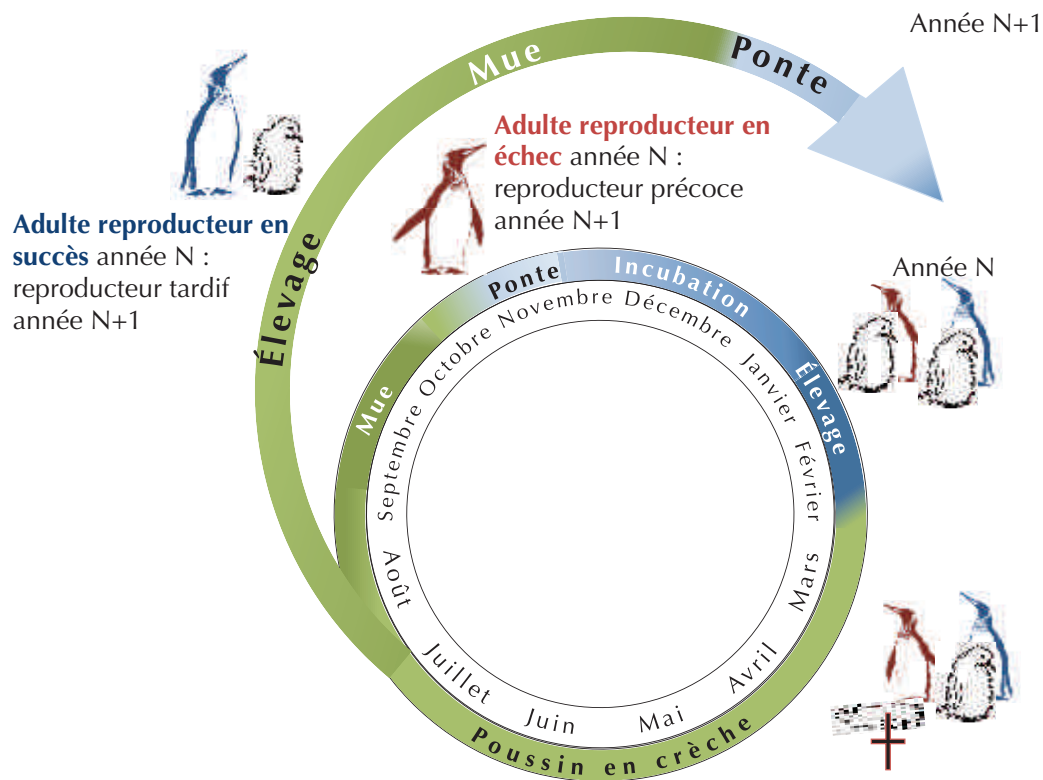 Année N+1
Mue
Ponte
Adulte reproducteur en
échec année N :
reproducteur précoce
année N+1
Adulte reproducteur en
succès année N :
reproducteur tardif
année N+1
Élevage
Année N
Ponte
Incubation
Élevage
Mue
Poussin en crèche
Janvier
Février
Mars
Avril
Mai
Juin
Juillet
Août
Septembre
Octobre
Novembre
Décembre